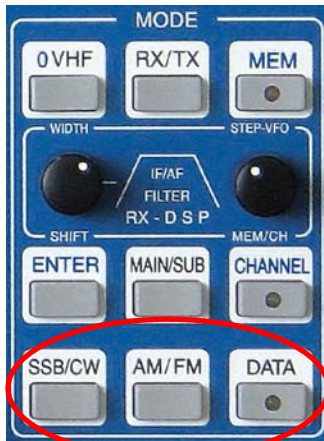 MODE
0 VHF RX/TX MEM
WIDTH STEP-VFO
IF/AF
FILTER
RX - D S P
SHIFT MEM/CH
ENTER MAIN/SUB CHANNEL
SSB/CW AM/FM DATA